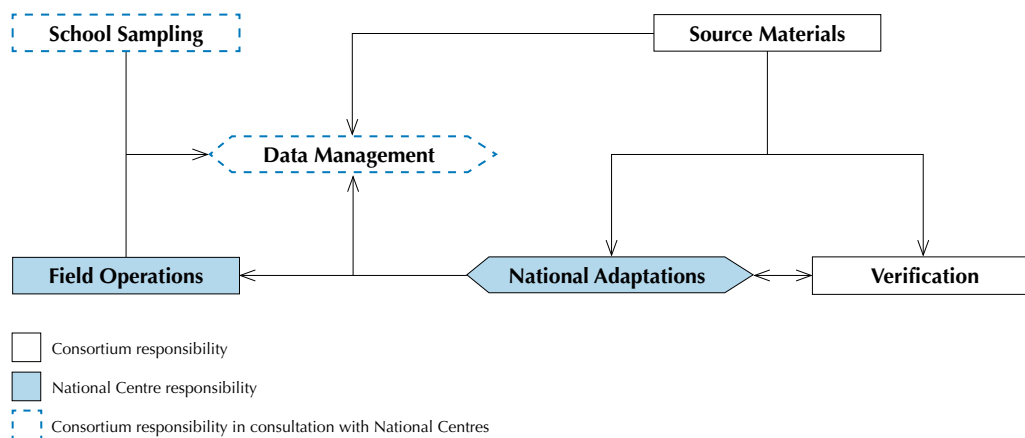 School Sampling
Source Materials
Data Management
Field Operations
National Adaptations
Verification
Consortium responsibility
National Centre responsibility
Consortium responsibility in consultation with National Centres